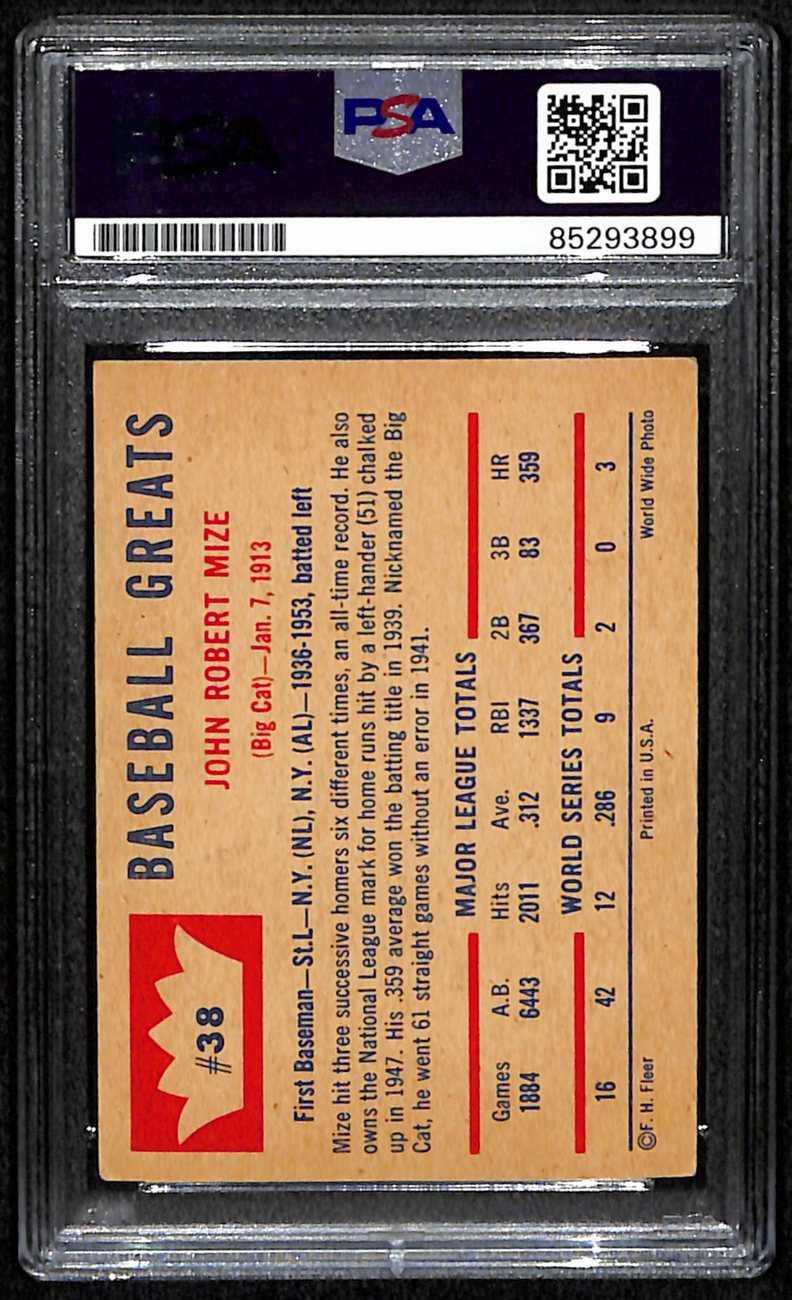 PSA
85293899
#38
BASEBALL GREATS
JOHN ROBERT MIZE
(Big Cat)—Jan. 7, 1913
First Baseman—St.L—N.Y. (NL), N.Y. (AL)—1936-1953, batted left
Mize hit three successive homers six different times, an all-time record. He also
owns the National League mark for home runs hit by a left-hander (51) chalked
up in 1947. His .359 average won the batting title in 1939. Nicknamed the Big
Cat, he went 61 straight games without an error in 1941.
MAJOR LEAGUE TOTALS
Games A.B. Hits Ave. RBI 2B 3B HR
1884 6443 2011 .312 1337 367 83 359
WORLD SERIES TOTALS
16 42 12 .286 9 2 0 3
©F. H. Fleer Printed in U.S.A. World Wide Photo